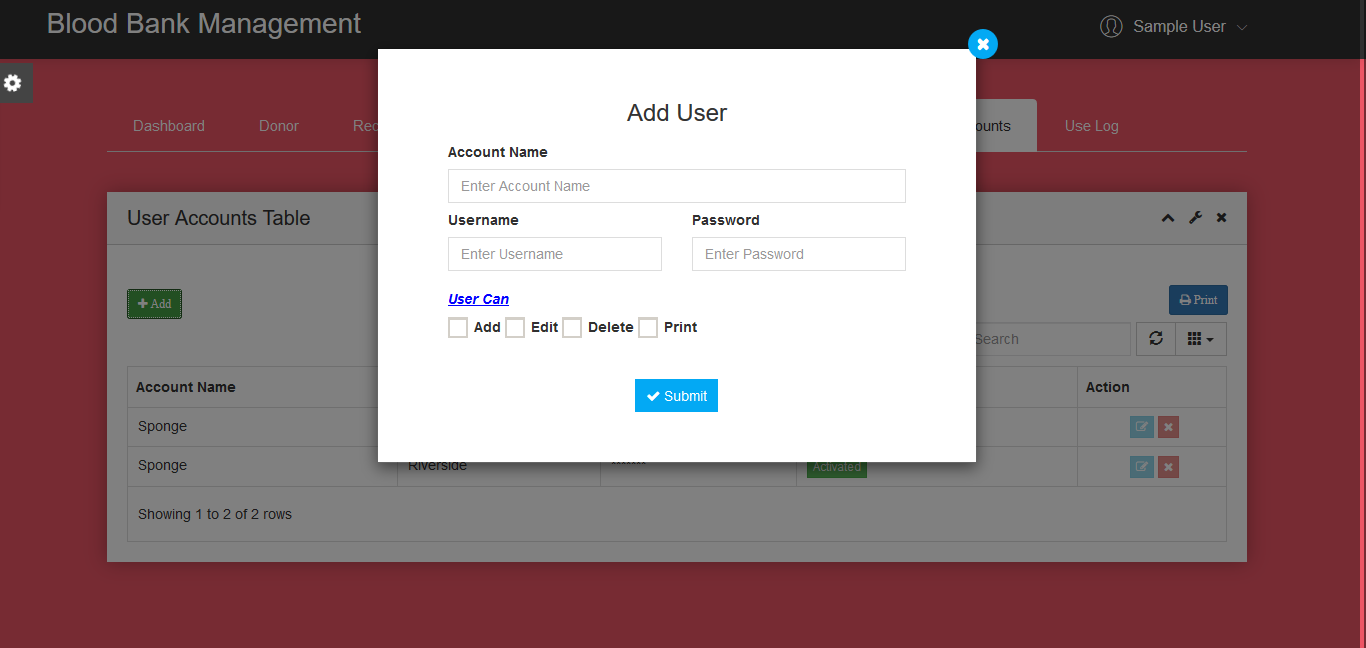 Blood Bank Management
Sample User
Dashboard Donor Rec ounts Use Log
Add User
Account Name
Enter Account Name
Username Password
Enter Username Enter Password
User Can
Add Edit Delete Print
Submit
User Accounts Table
Add
Print
Search
Account Name Action
Sponge
Sponge Riverside Activated
Showing 1 to 2 of 2 rows